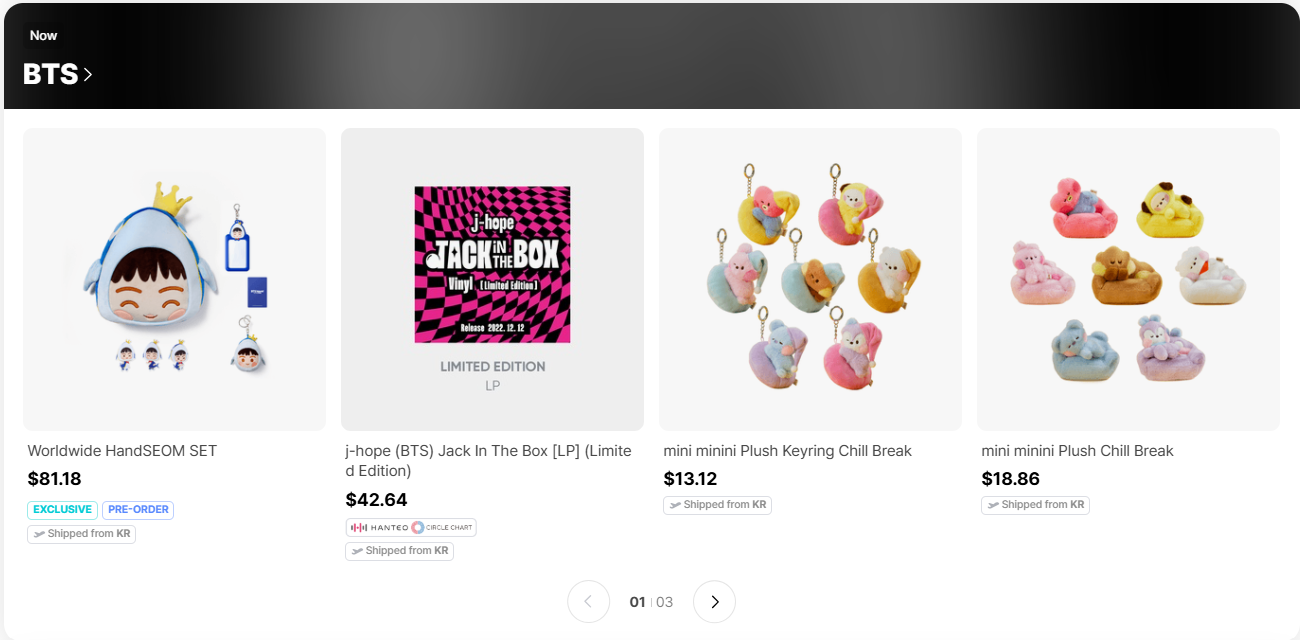 Now
BTS
j-hope
JACK IN THE BOX
Vinyl [Limited Edition]
Release 2022. 12. 12
LIMITED EDITION
LP
Worldwide HandSEOM SET
$81.18
EXCLUSIVE PRE-ORDER
Shipped from KR
j-hope (BTS) Jack In The Box [LP] (Limite
d Edition)
$42.64
HANTEO CIRCLE CHART
Shipped from KR
mini minini Plush Keyring Chill Break
$13.12
Shipped from KR
mini minini Plush Chill Break
$18.86
Shipped from KR
01 | 03